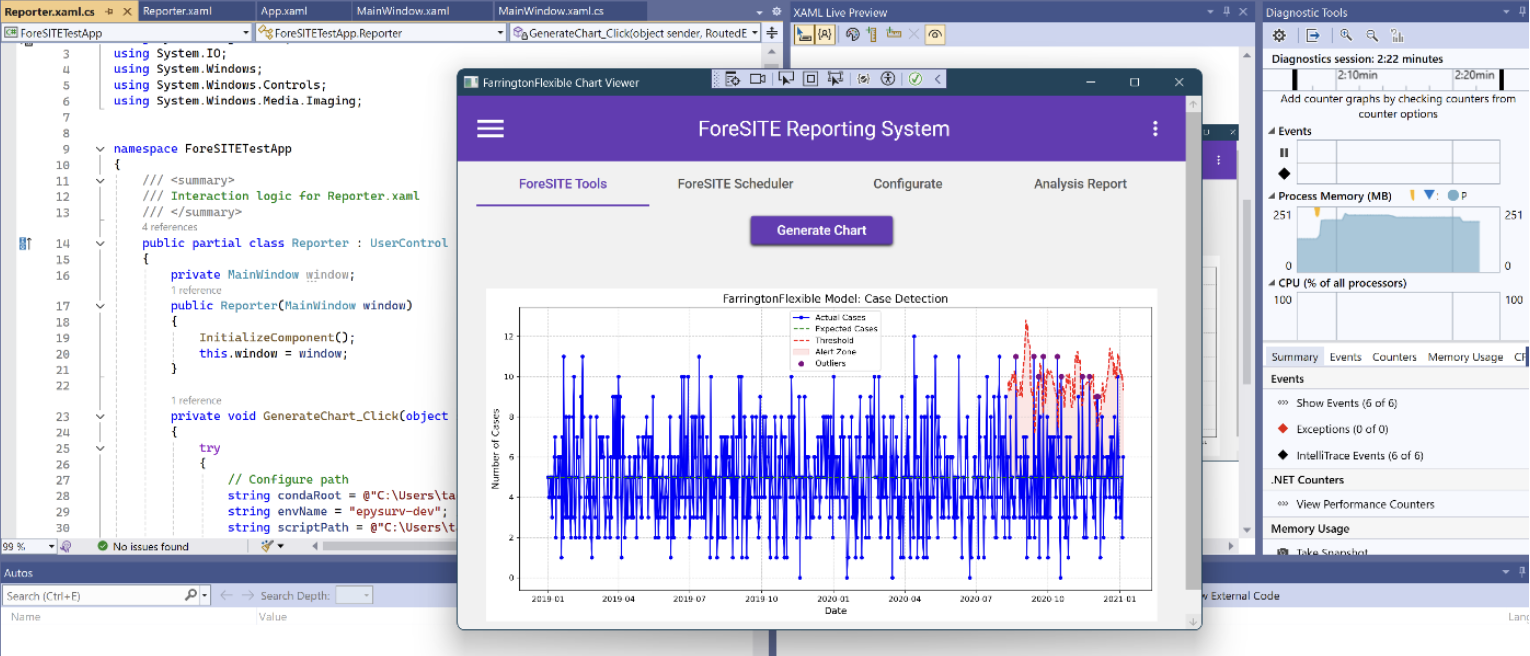 Reporter.xaml.cs
Reporter.xaml
App.xaml
MainWindow.xaml
MainWindow.xaml.cs
ForeSITETestApp
ForeSITETestApp.Reporter
GenerateChart_Click(object sender, RoutedE
3 using System.IO;
4 using System.Windows;
5 using System.Windows.Controls;
6 using System.Windows.Media.Imaging;
7
8
9 namespace ForeSITETestApp
10 {
11 /// <summary>
12 /// Interaction logic for Reporter.xaml
13 /// </summary>
4 references
14 public partial class Reporter : UserControl
15 {
16 private MainWindow window;
1 reference
17 public Reporter(MainWindow window)
18 {
19 InitializeComponent();
20 this.window = window;
21 }
22
1 reference
23 private void GenerateChart_Click(object
24 {
25 try
26 {
27 // Configure path
28 string condaRoot = @"C:\Users\ta
29 string envName = "epysurv-dev";
30 string scriptPath = @"C:\Users\t
99 %
No issues found
Autos
Search (Ctrl+E)
Search Depth:
Name
Value
XAML Live Preview
FarringtonFlexible Chart Viewer
ForeSITE Reporting System
ForeSITE Tools
ForeSITE Scheduler
Configurate
Analysis Report
Generate Chart
FarringtonFlexible Model: Case Detection
Actual Cases
Expected Cases
Threshold
Alert Zone
Outliers
Number of Cases
12
10
8
6
4
2
0
2019-01
2019-04
2019-07
2019-10
2020-01
2020-04
2020-07
2020-10
2021-01
Date
External Code
Lang
Diagnostic Tools
Diagnostics session: 2:22 minutes
2:10min
2:20min
Add counter graphs by checking counters from
counter options
Events
Process Memory (MB)
P
251
251
0
0
CPU (% of all processors)
100
100
Summary
Events
Counters
Memory Usage
Events
Show Events (6 of 6)
Exceptions (0 of 0)
IntelliTrace Events (6 of 6)
.NET Counters
View Performance Counters
Memory Usage
Take Snapshot